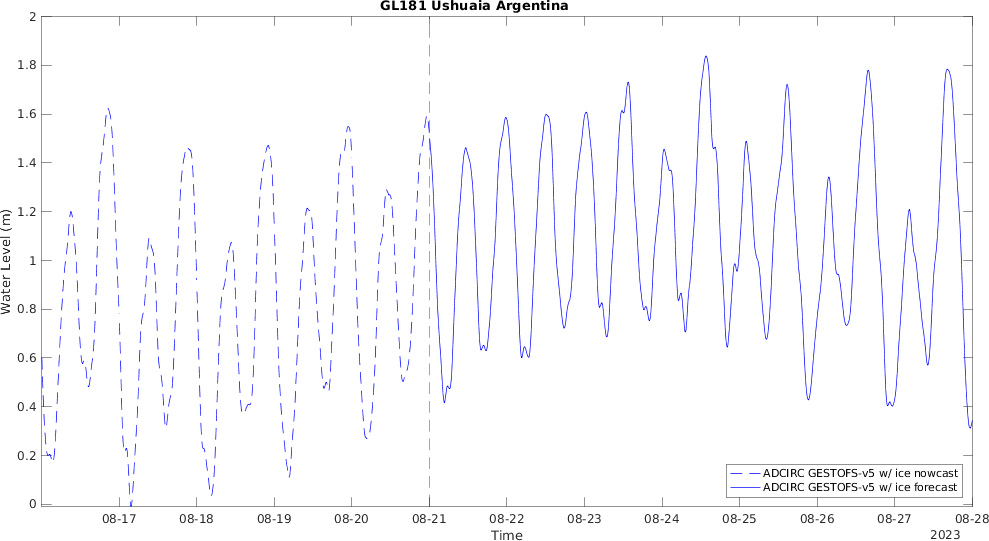 GL181 Ushuaia Argentina
2
1.8
1.6
1.4
1.2
1
0.8
0.6
0.4
0.2
0
Water Level (m)
ADCIRC GESTOFS-v5 w/ ice nowcast
ADCIRC GESTOFS-v5 w/ ice forecast
08-17 08-18 08-19 08-20 08-21 08-22 08-23 08-24 08-25 08-26 08-27 08-28
Time
2023